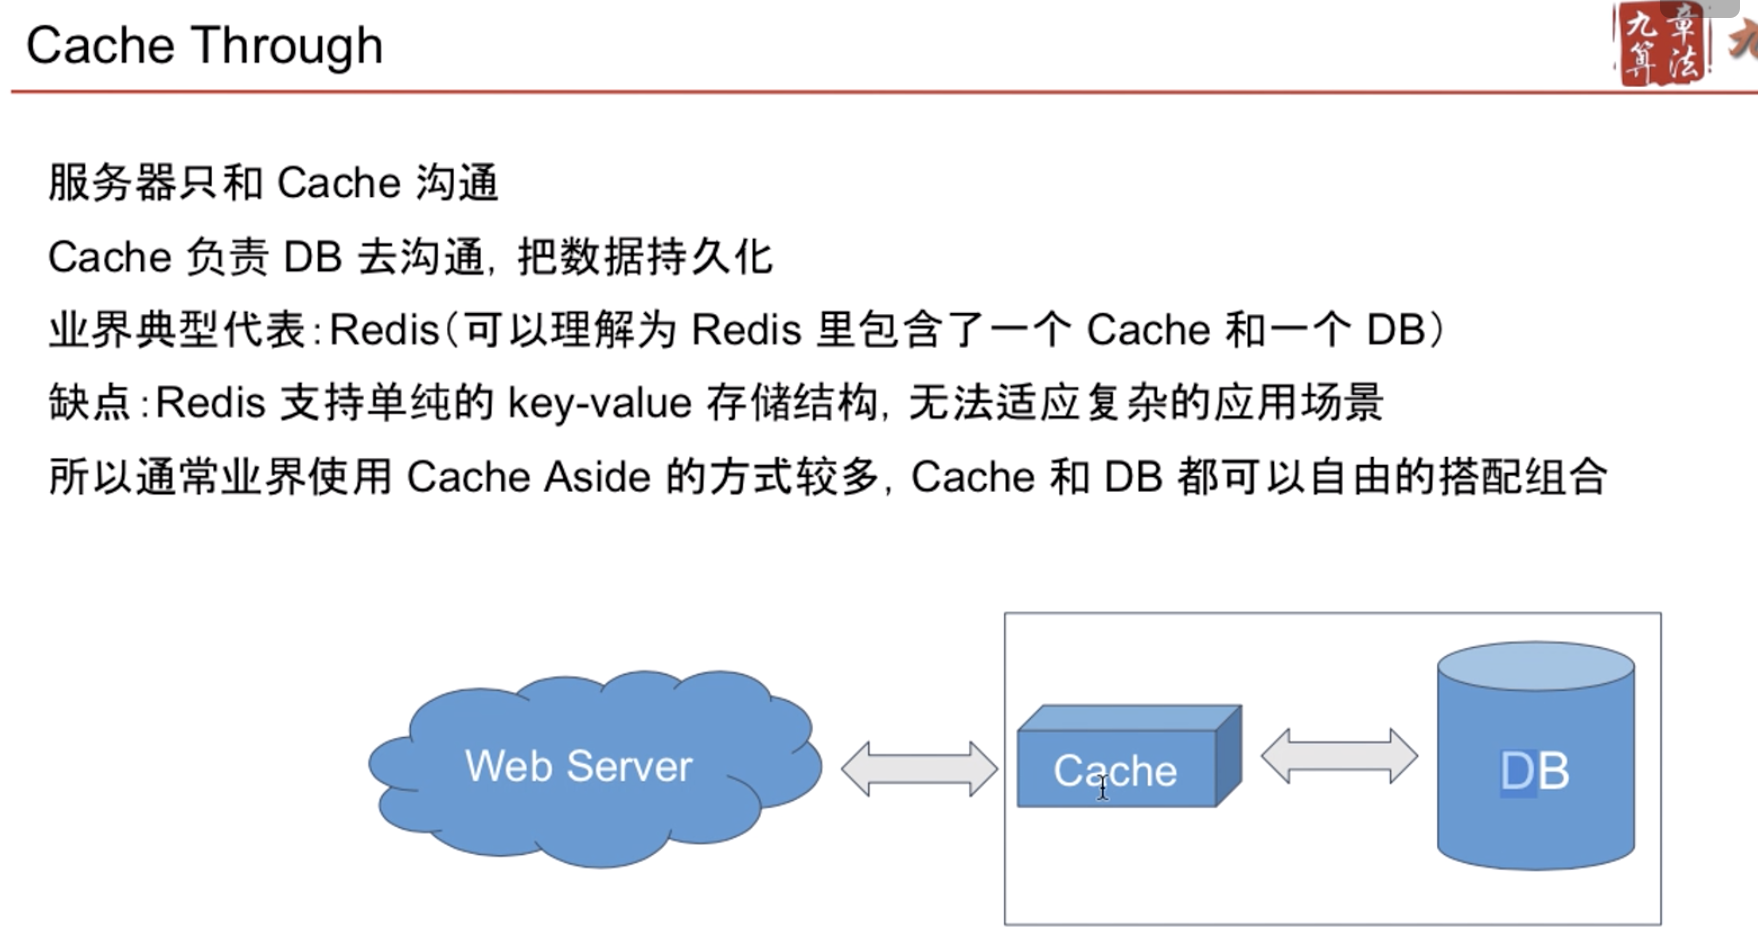 Cache Through
九章算法
服务器只和 Cache 沟通
Cache 负责 DB 去沟通，把数据持久化
业界典型代表：Redis（可以理解为 Redis 里包含了一个 Cache 和一个 DB）
缺点：Redis 支持单纯的 key-value 存储结构，无法适应复杂的应用场景
所以通常业界使用 Cache Aside 的方式较多，Cache 和 DB 都可以自由的搭配组合
Web Server
Cache
DB